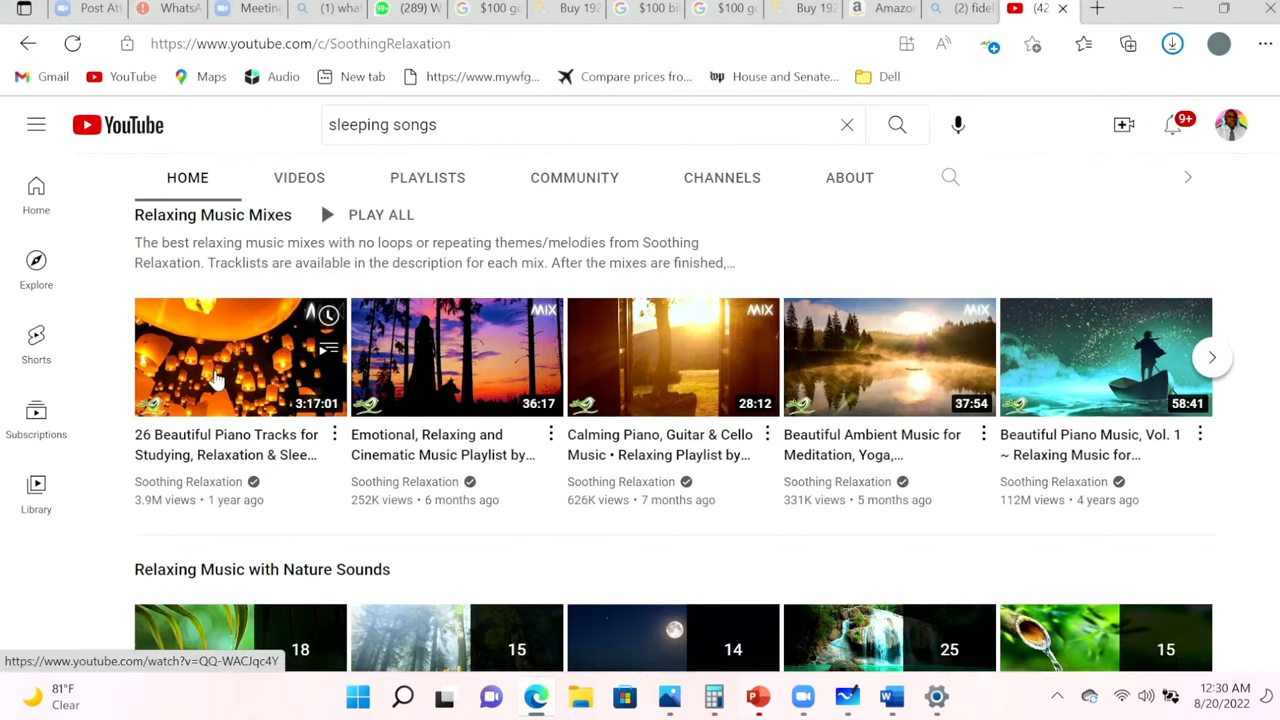 Post Att
WhatsA
Meetin
(1) what
(289) W
$100 go
Buy 192
$100 bi
$100 go
Buy 192
Amazor
(2) fidel
(42
https://www.youtube.com/c/SoothingRelaxation
Gmail
YouTube
Maps
Audio
New tab
https://www.mywfg...
Compare prices from...
wp
House and Senate...
Dell
YouTube
sleeping songs
9+
HOME
VIDEOS
PLAYLISTS
COMMUNITY
CHANNELS
ABOUT
Home
Explore
Shorts
Subscriptions
Library
Relaxing Music Mixes
PLAY ALL
The best relaxing music mixes with no loops or repeating themes/melodies from Soothing
Relaxation. Tracklists are available in the description for each mix. After the mixes are finished,...
3:17:01
26 Beautiful Piano Tracks for
Studying, Relaxation & Slee...
Soothing Relaxation
3.9M views • 1 year ago
MIX
36:17
Emotional, Relaxing and
Cinematic Music Playlist by...
Soothing Relaxation
252K views • 6 months ago
MIX
28:12
Calming Piano, Guitar & Cello
Music • Relaxing Playlist by...
Soothing Relaxation
626K views • 7 months ago
MIX
37:54
Beautiful Ambient Music for
Meditation, Yoga,...
Soothing Relaxation
331K views • 5 months ago
58:41
Beautiful Piano Music, Vol. 1
~ Relaxing Music for...
Soothing Relaxation
112M views • 4 years ago
Relaxing Music with Nature Sounds
18
15
14
25
15
https://www.youtube.com/watch?v=QQ-WACJqc4Y
81°F
Clear
12:30 AM
8/20/2022